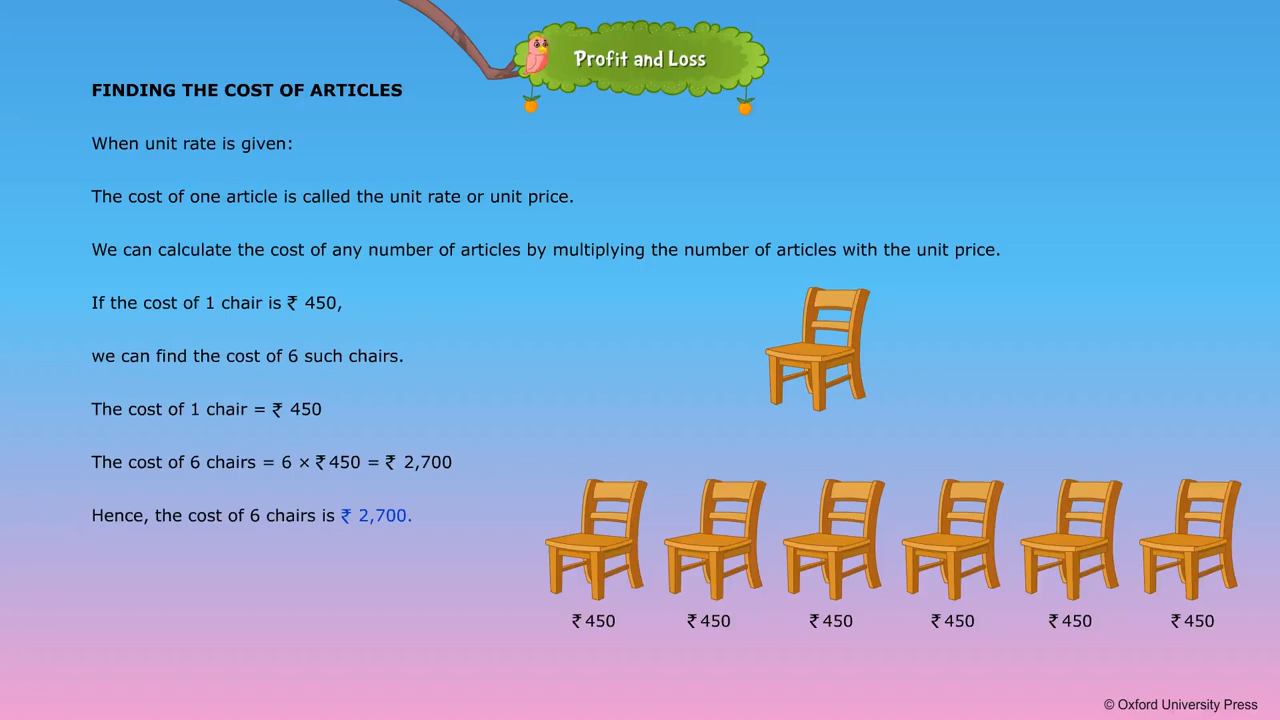 Profit and Loss
FINDING THE COST OF ARTICLES
When unit rate is given:
The cost of one article is called the unit rate or unit price.
We can calculate the cost of any number of articles by multiplying the number of articles with the unit price.
If the cost of 1 chair is ₹ 450,
we can find the cost of 6 such chairs.
The cost of 1 chair = ₹ 450
The cost of 6 chairs = 6 × ₹ 450 = ₹ 2,700
Hence, the cost of 6 chairs is ₹ 2,700.
₹ 450 ₹ 450 ₹ 450 ₹ 450 ₹ 450 ₹ 450
© Oxford University Press